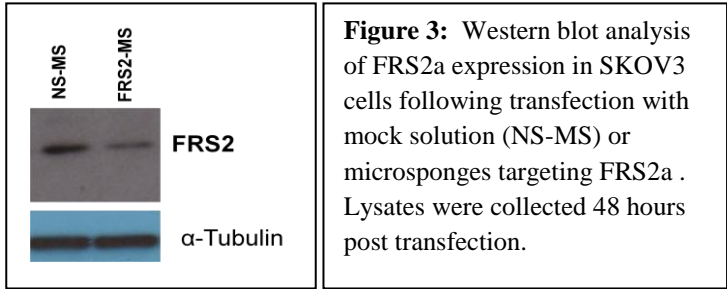 NS-MS
FRS2-MS
FRS2
α-Tubulin
Figure 3: Western blot analysis
of FRS2a expression in SKOV3
cells following transfection with
mock solution (NS-MS) or
microsponges targeting FRS2a .
Lysates were collected 48 hours
post transfection.